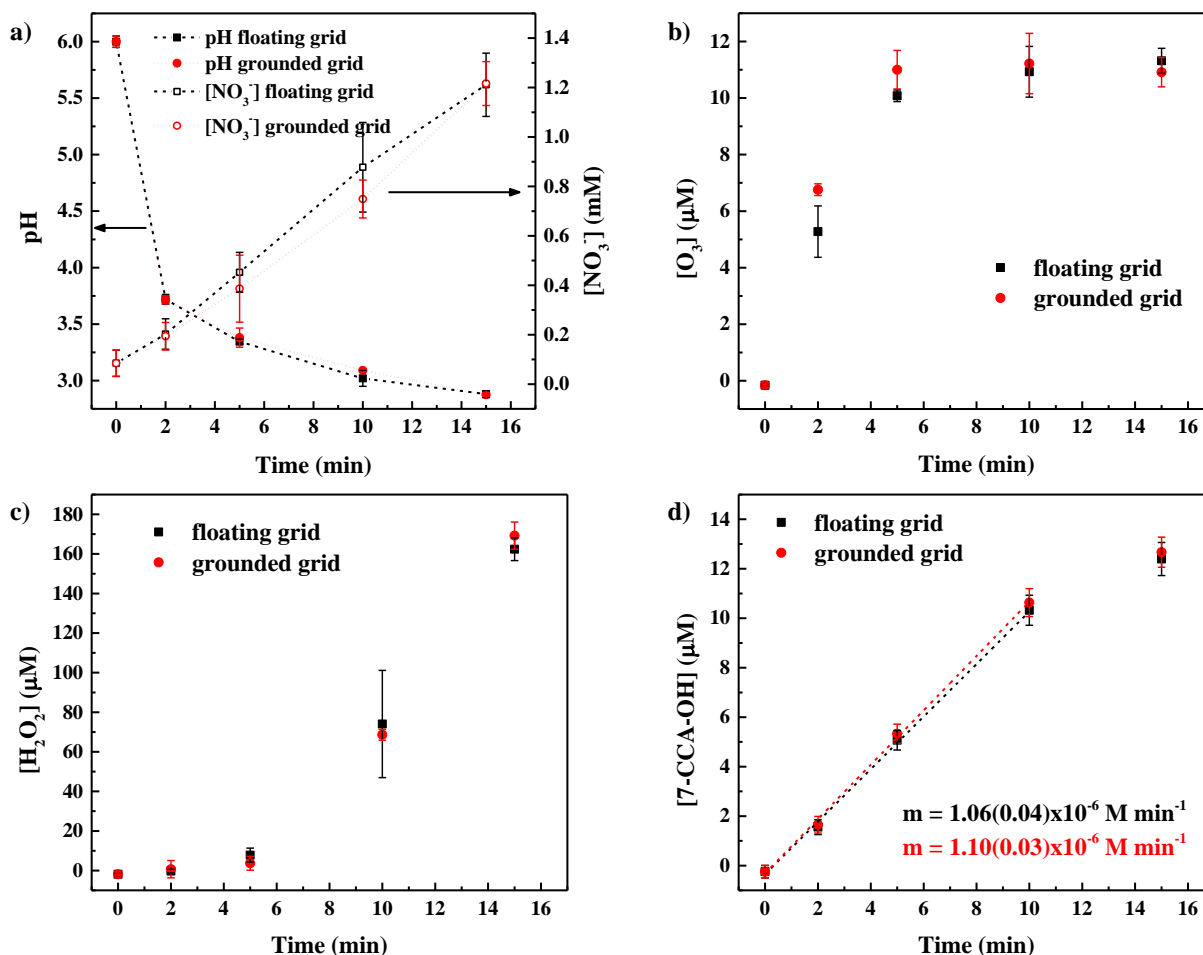 a)
pH floating grid
pH grounded grid
[NO₃⁻] floating grid
[NO₃⁻] grounded grid
6.0
5.5
5.0
4.5
4.0
3.5
3.0
pH
1.4
1.2
1.0
0.8
0.6
0.4
0.2
0.0
[NO₃⁻] (mM)
0 2 4 6 8 10 12 14 16
Time (min)
b)
12
10
8
6
4
2
0
[O₃] (μM)
floating grid
grounded grid
0 5 10 15
Time (min)
c)
floating grid
grounded grid
180
160
140
120
100
80
60
40
20
0
[H₂O₂] (μM)
0 2 4 6 8 10 12 14 16
Time (min)
d)
floating grid
grounded grid
14
12
10
8
6
4
2
0
[7-CCA-OH] (μM)
m = 1.06(0.04)x10⁻⁶ M min⁻¹
m = 1.10(0.03)x10⁻⁶ M min⁻¹
0 2 4 6 8 10 12 14 16
Time (min)